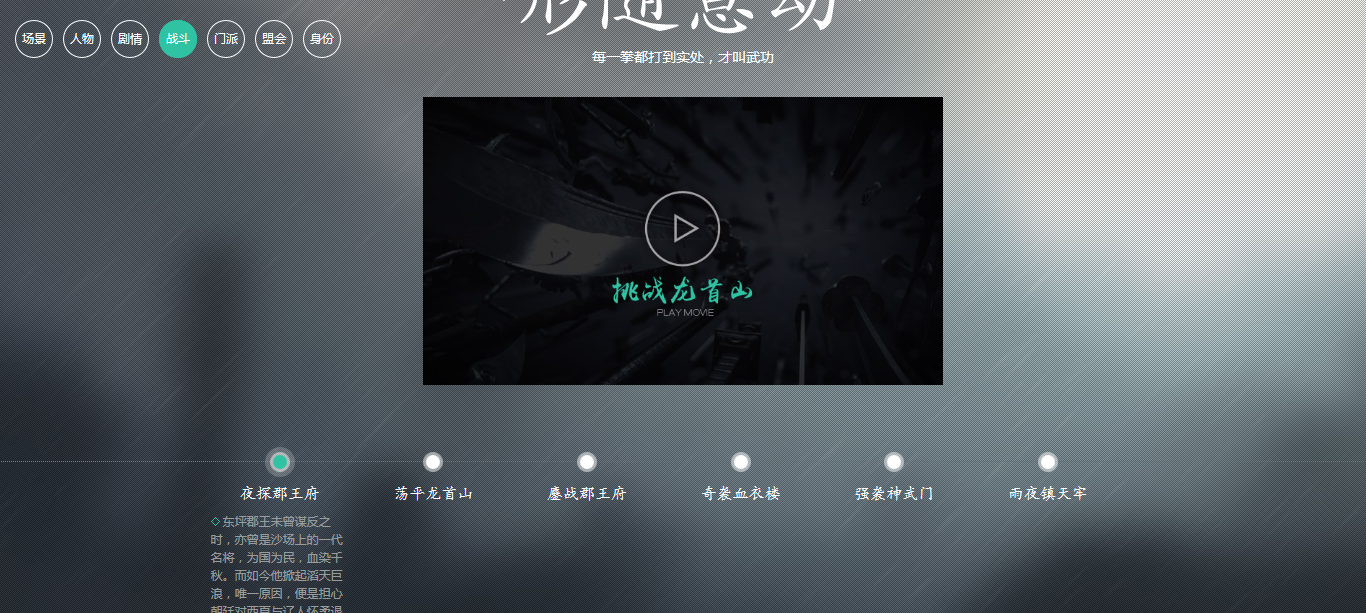 形随意动
场景 人物 剧情 战斗 门派 盟会 身份
每一拳都打到实处，才叫武功
挑战龙首山
PLAY MOVIE
夜探郡王府 荡平龙首山 鏖战郡王府 奇袭血衣楼 强袭神武门 雨夜镇天牢
◇ 东坪郡王未曾谋反之
时，亦曾是沙场上的一代
名将，为国为民，血染千
秋。而如今他掀起滔天巨
浪，唯一原因，便是担心
朝廷对西夏与辽人怀柔退